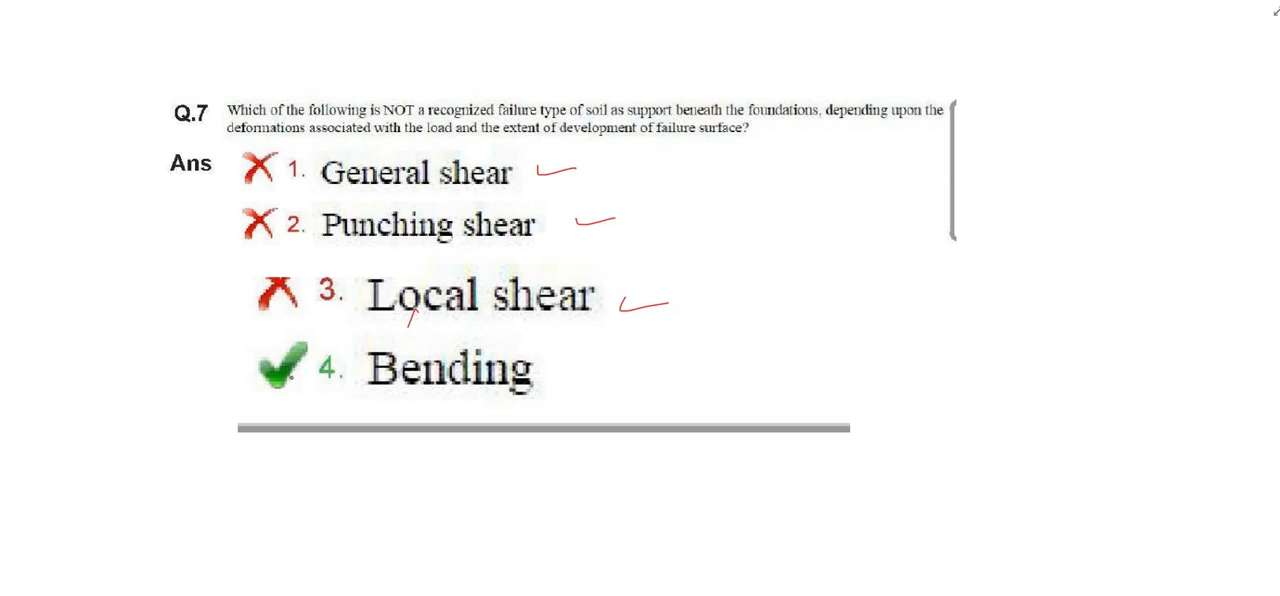 Q.7 Which of the following is NOT a recognized failure type of soil as support beneath the foundations, depending upon the
deformations associated with the load and the extent of development of failure surface?
Ans 1. General shear
2. Punching shear
3. Local shear
4. Bending